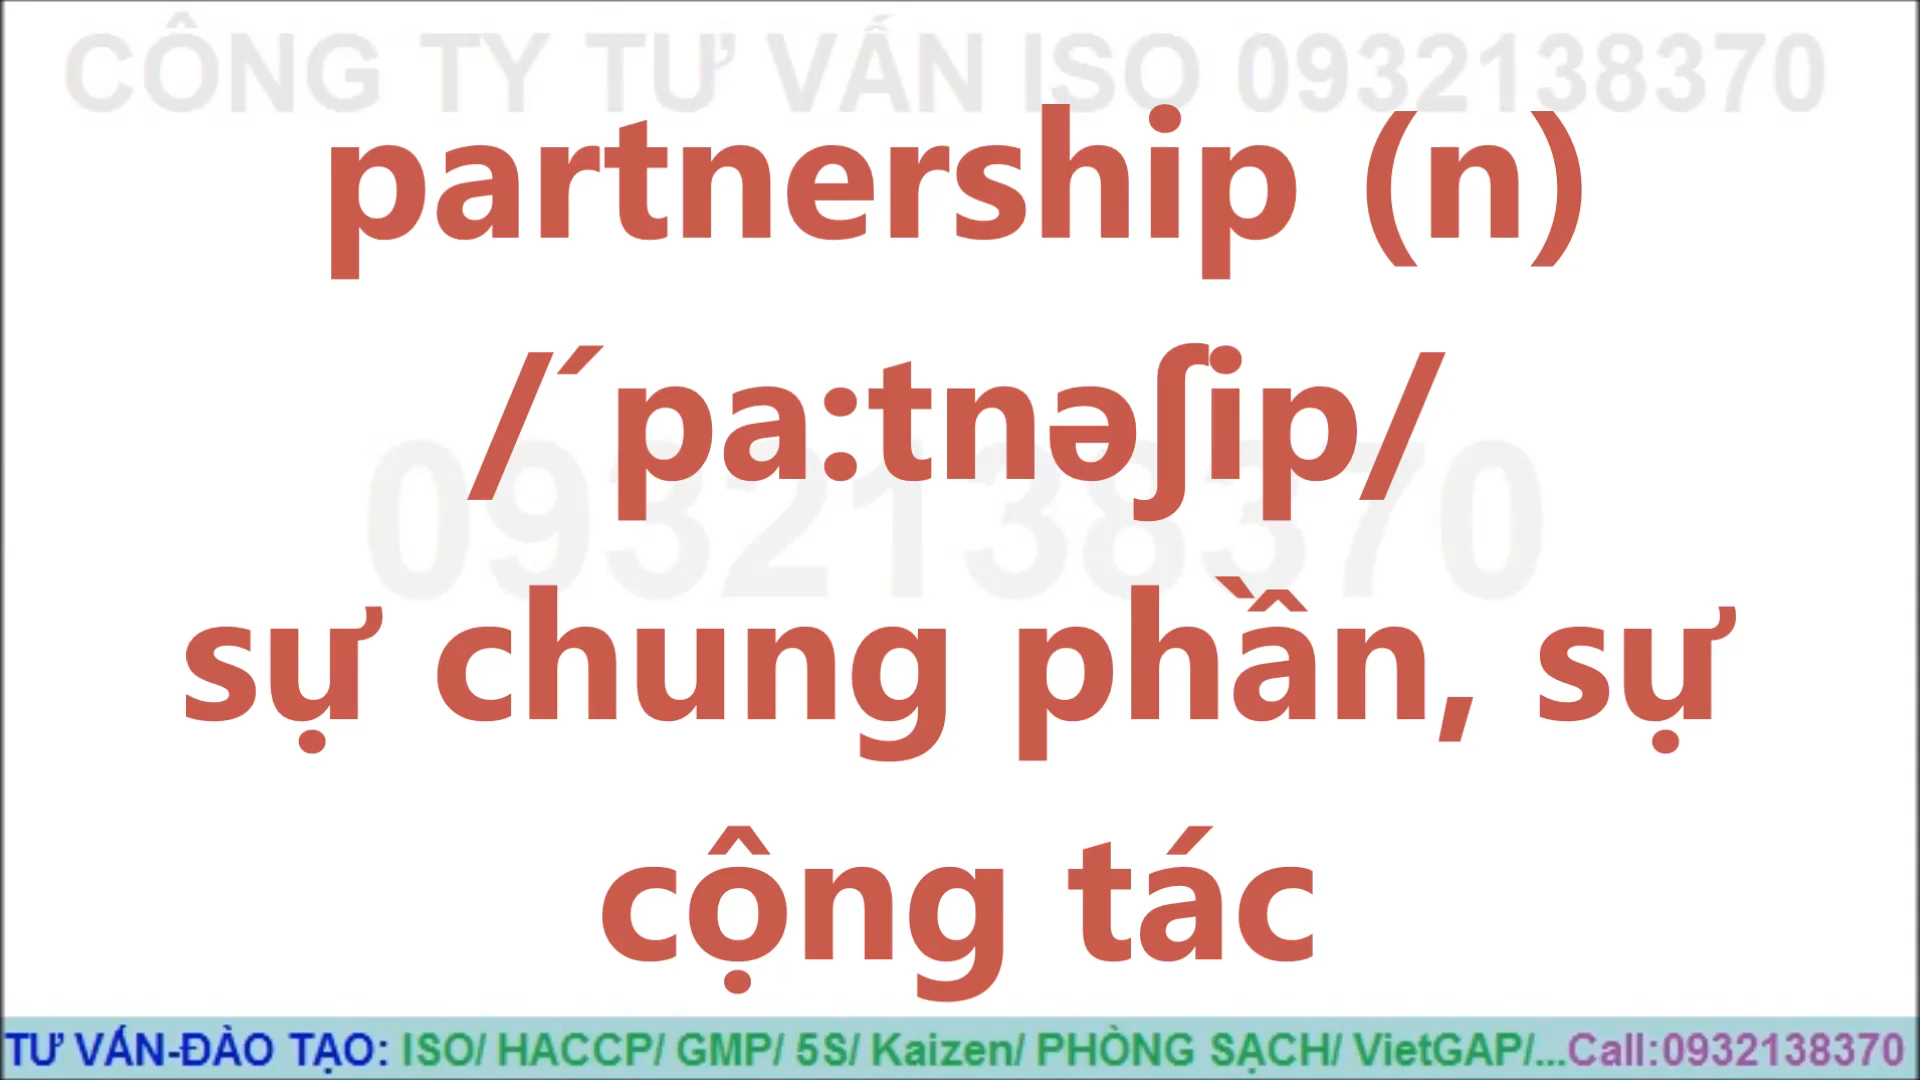 CÔNG TY TƯ VẤN ISO 0932138370
partnership (n)
/´pa:tnəʃip/
0932138370
sự chung phần, sự
cộng tác
TƯ VẤN-ĐÀO TẠO: ISO/ HACCP/ GMP/ 5S/ Kaizen/ PHÒNG SẠCH/ VietGAP/...Call:0932138370